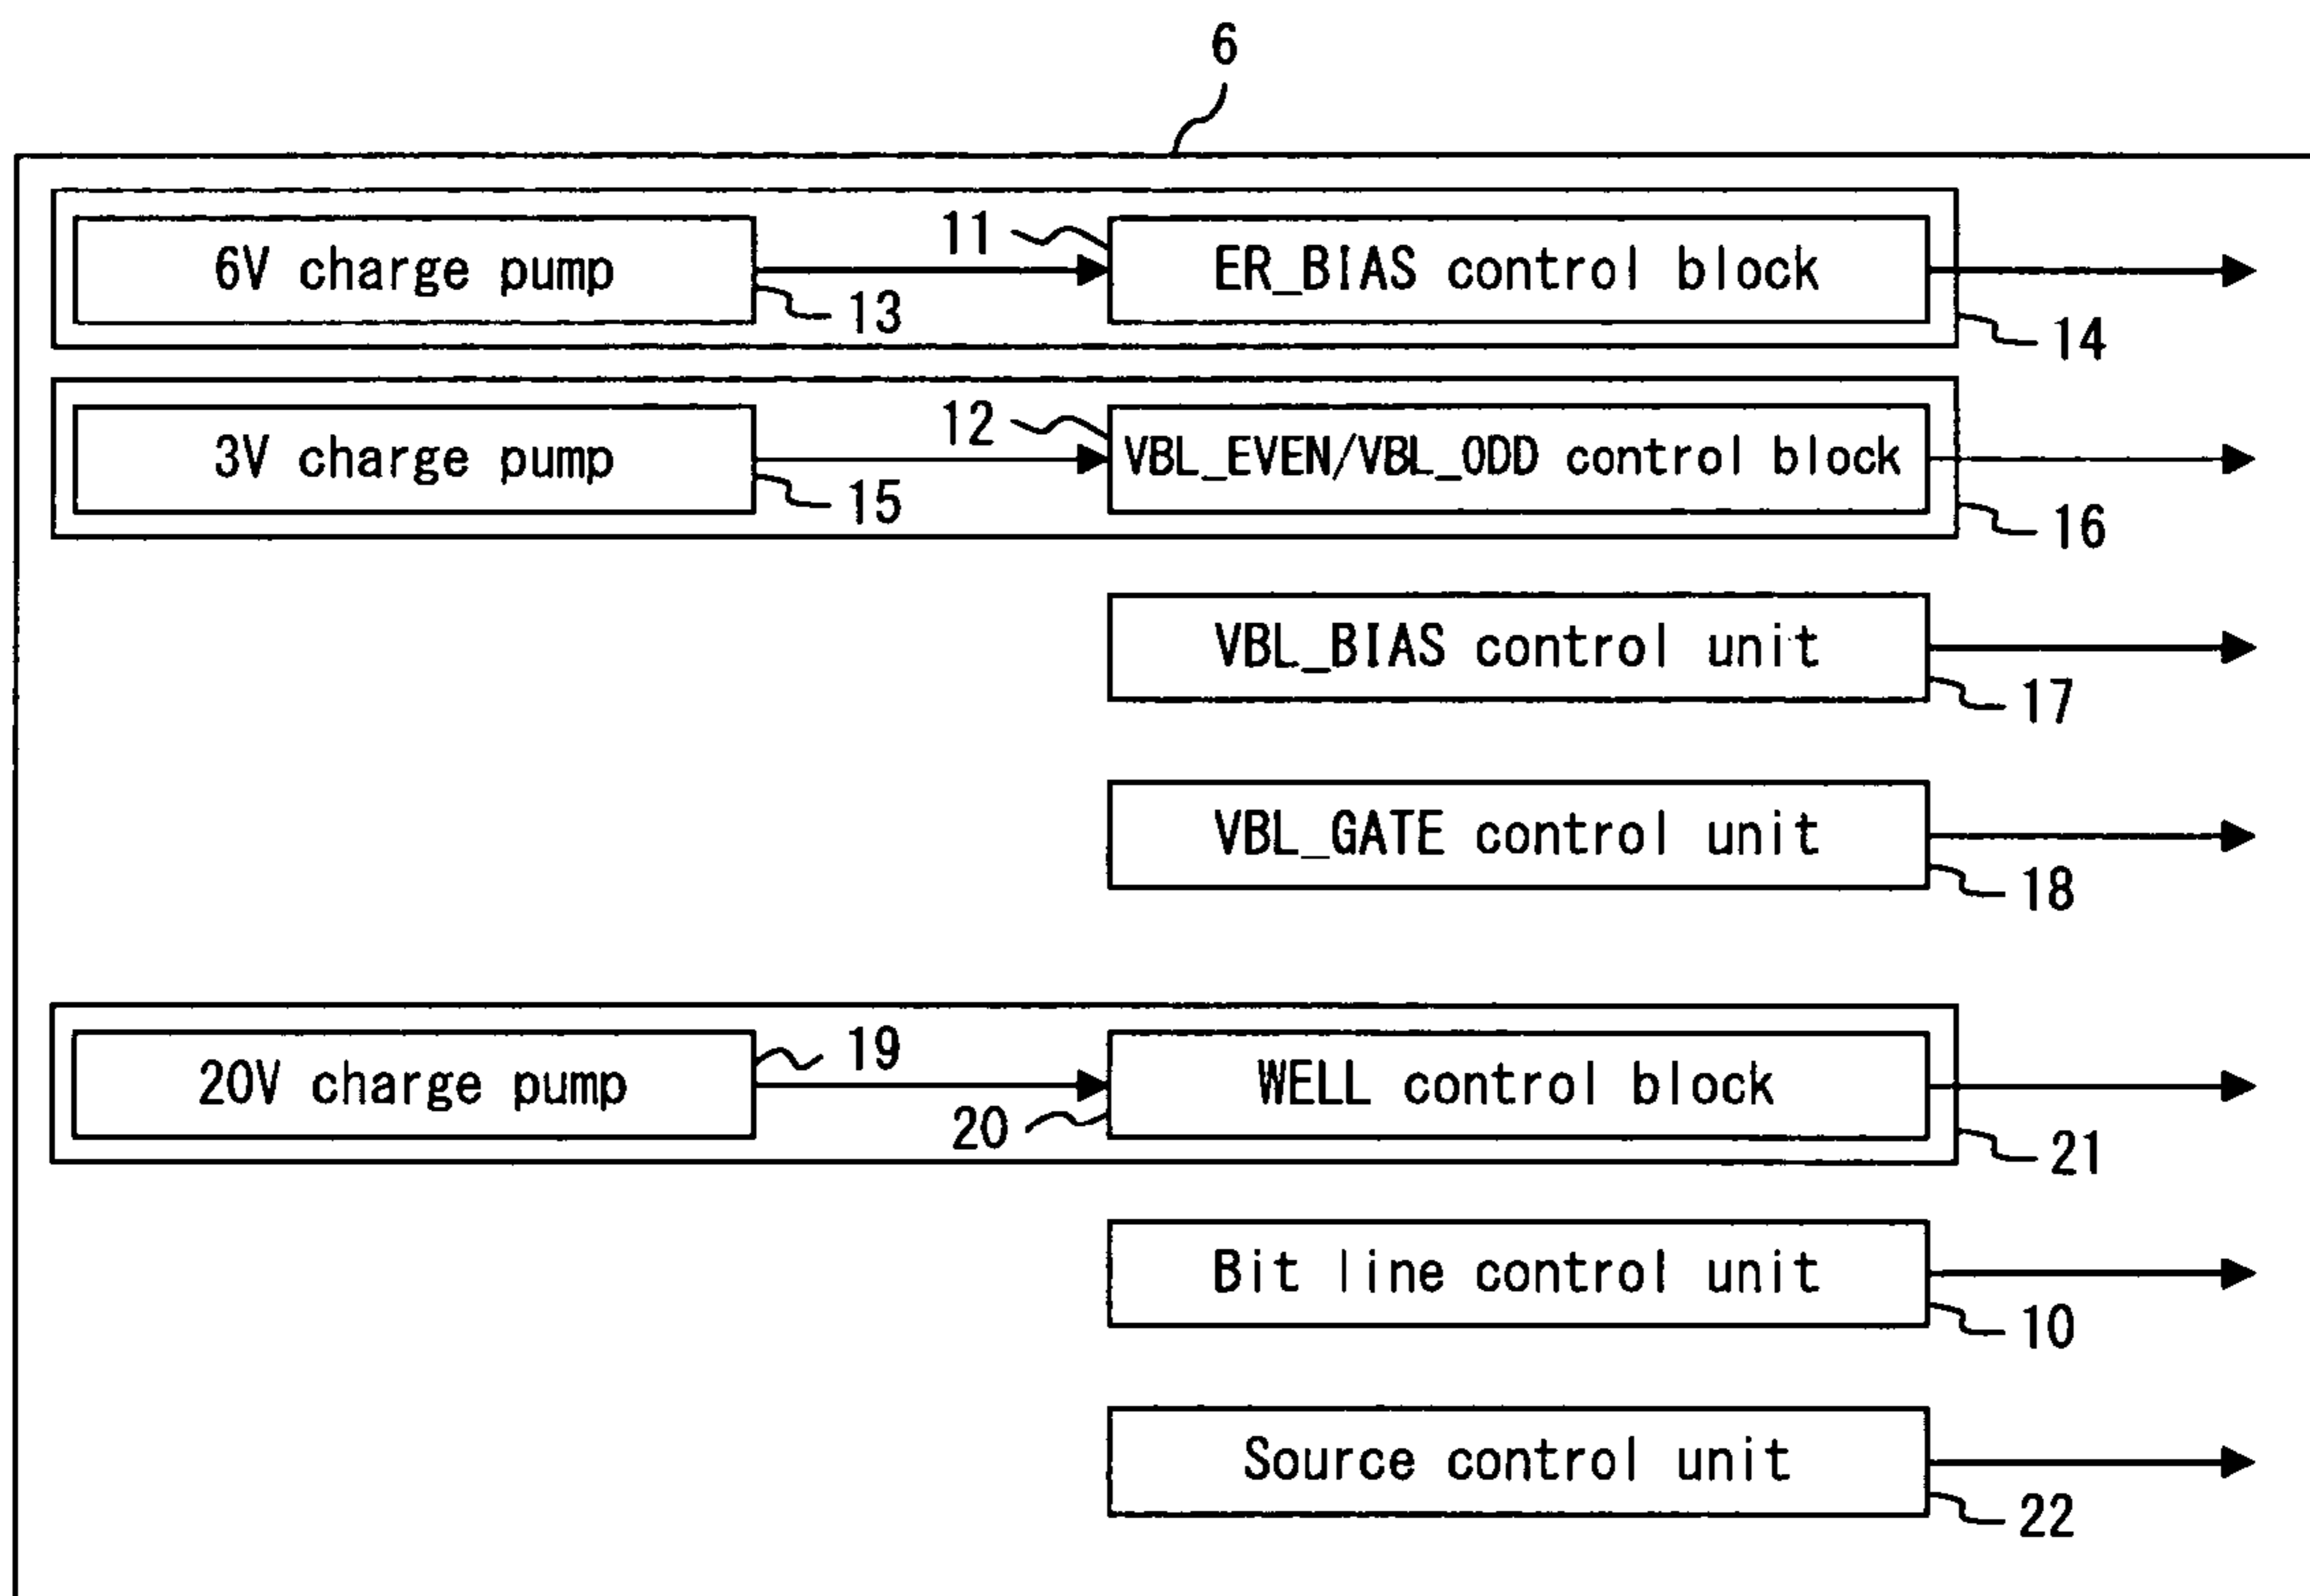 6
6V charge pump
11
ER_BIAS control block
13
14
3V charge pump
12
VBL_EVEN/VBL_ODD control block
15
16
VBL_BIAS control unit
17
VBL_GATE control unit
18
20V charge pump
19
WELL control block
20
21
Bit line control unit
10
Source control unit
22